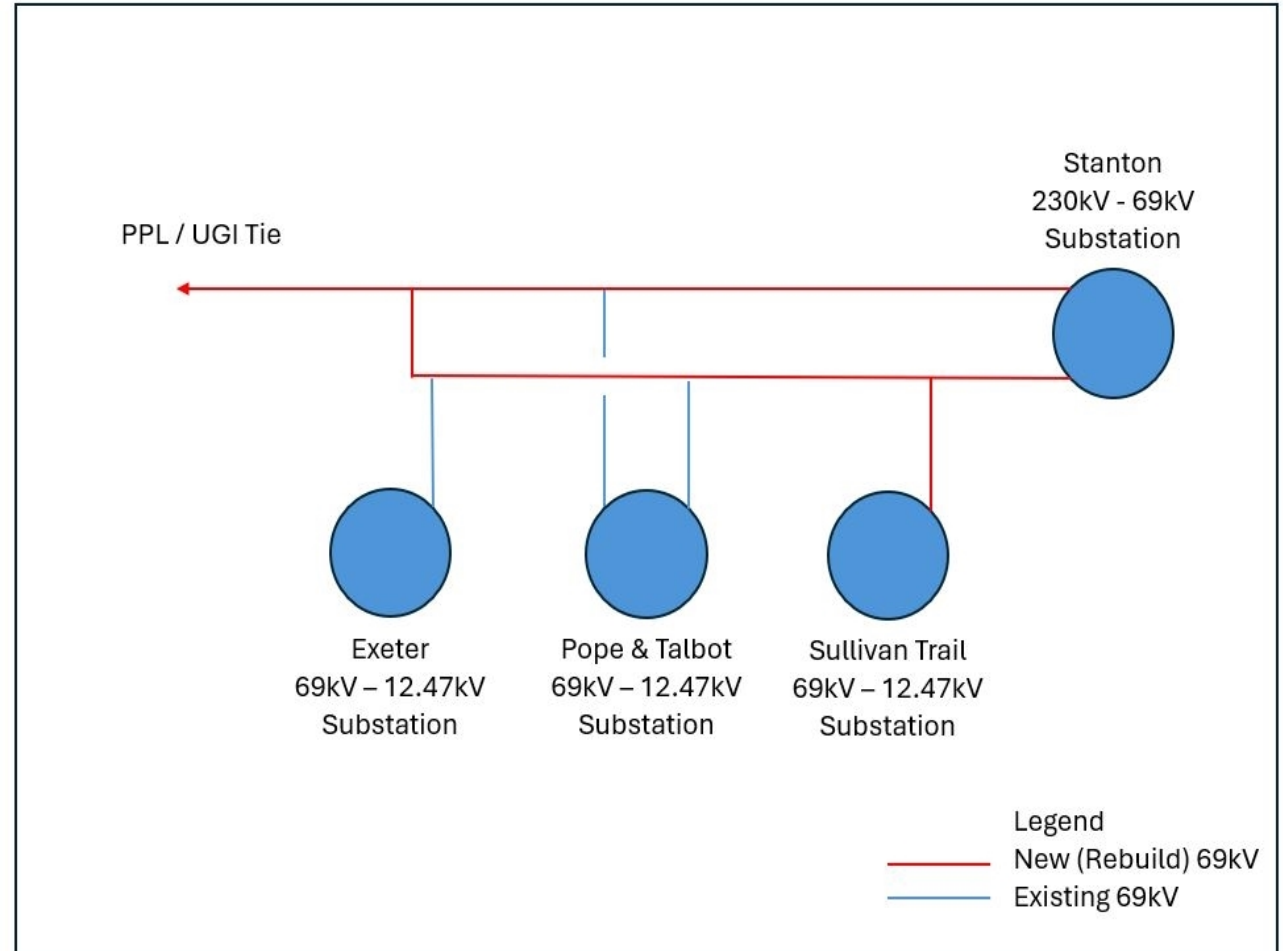 Stanton
230kV - 69kV
Substation
PPL / UGI Tie
Exeter
69kV – 12.47kV
Substation
Pope & Talbot
69kV – 12.47kV
Substation
Sullivan Trail
69kV – 12.47kV
Substation
Legend
New (Rebuild) 69kV
Existing 69kV